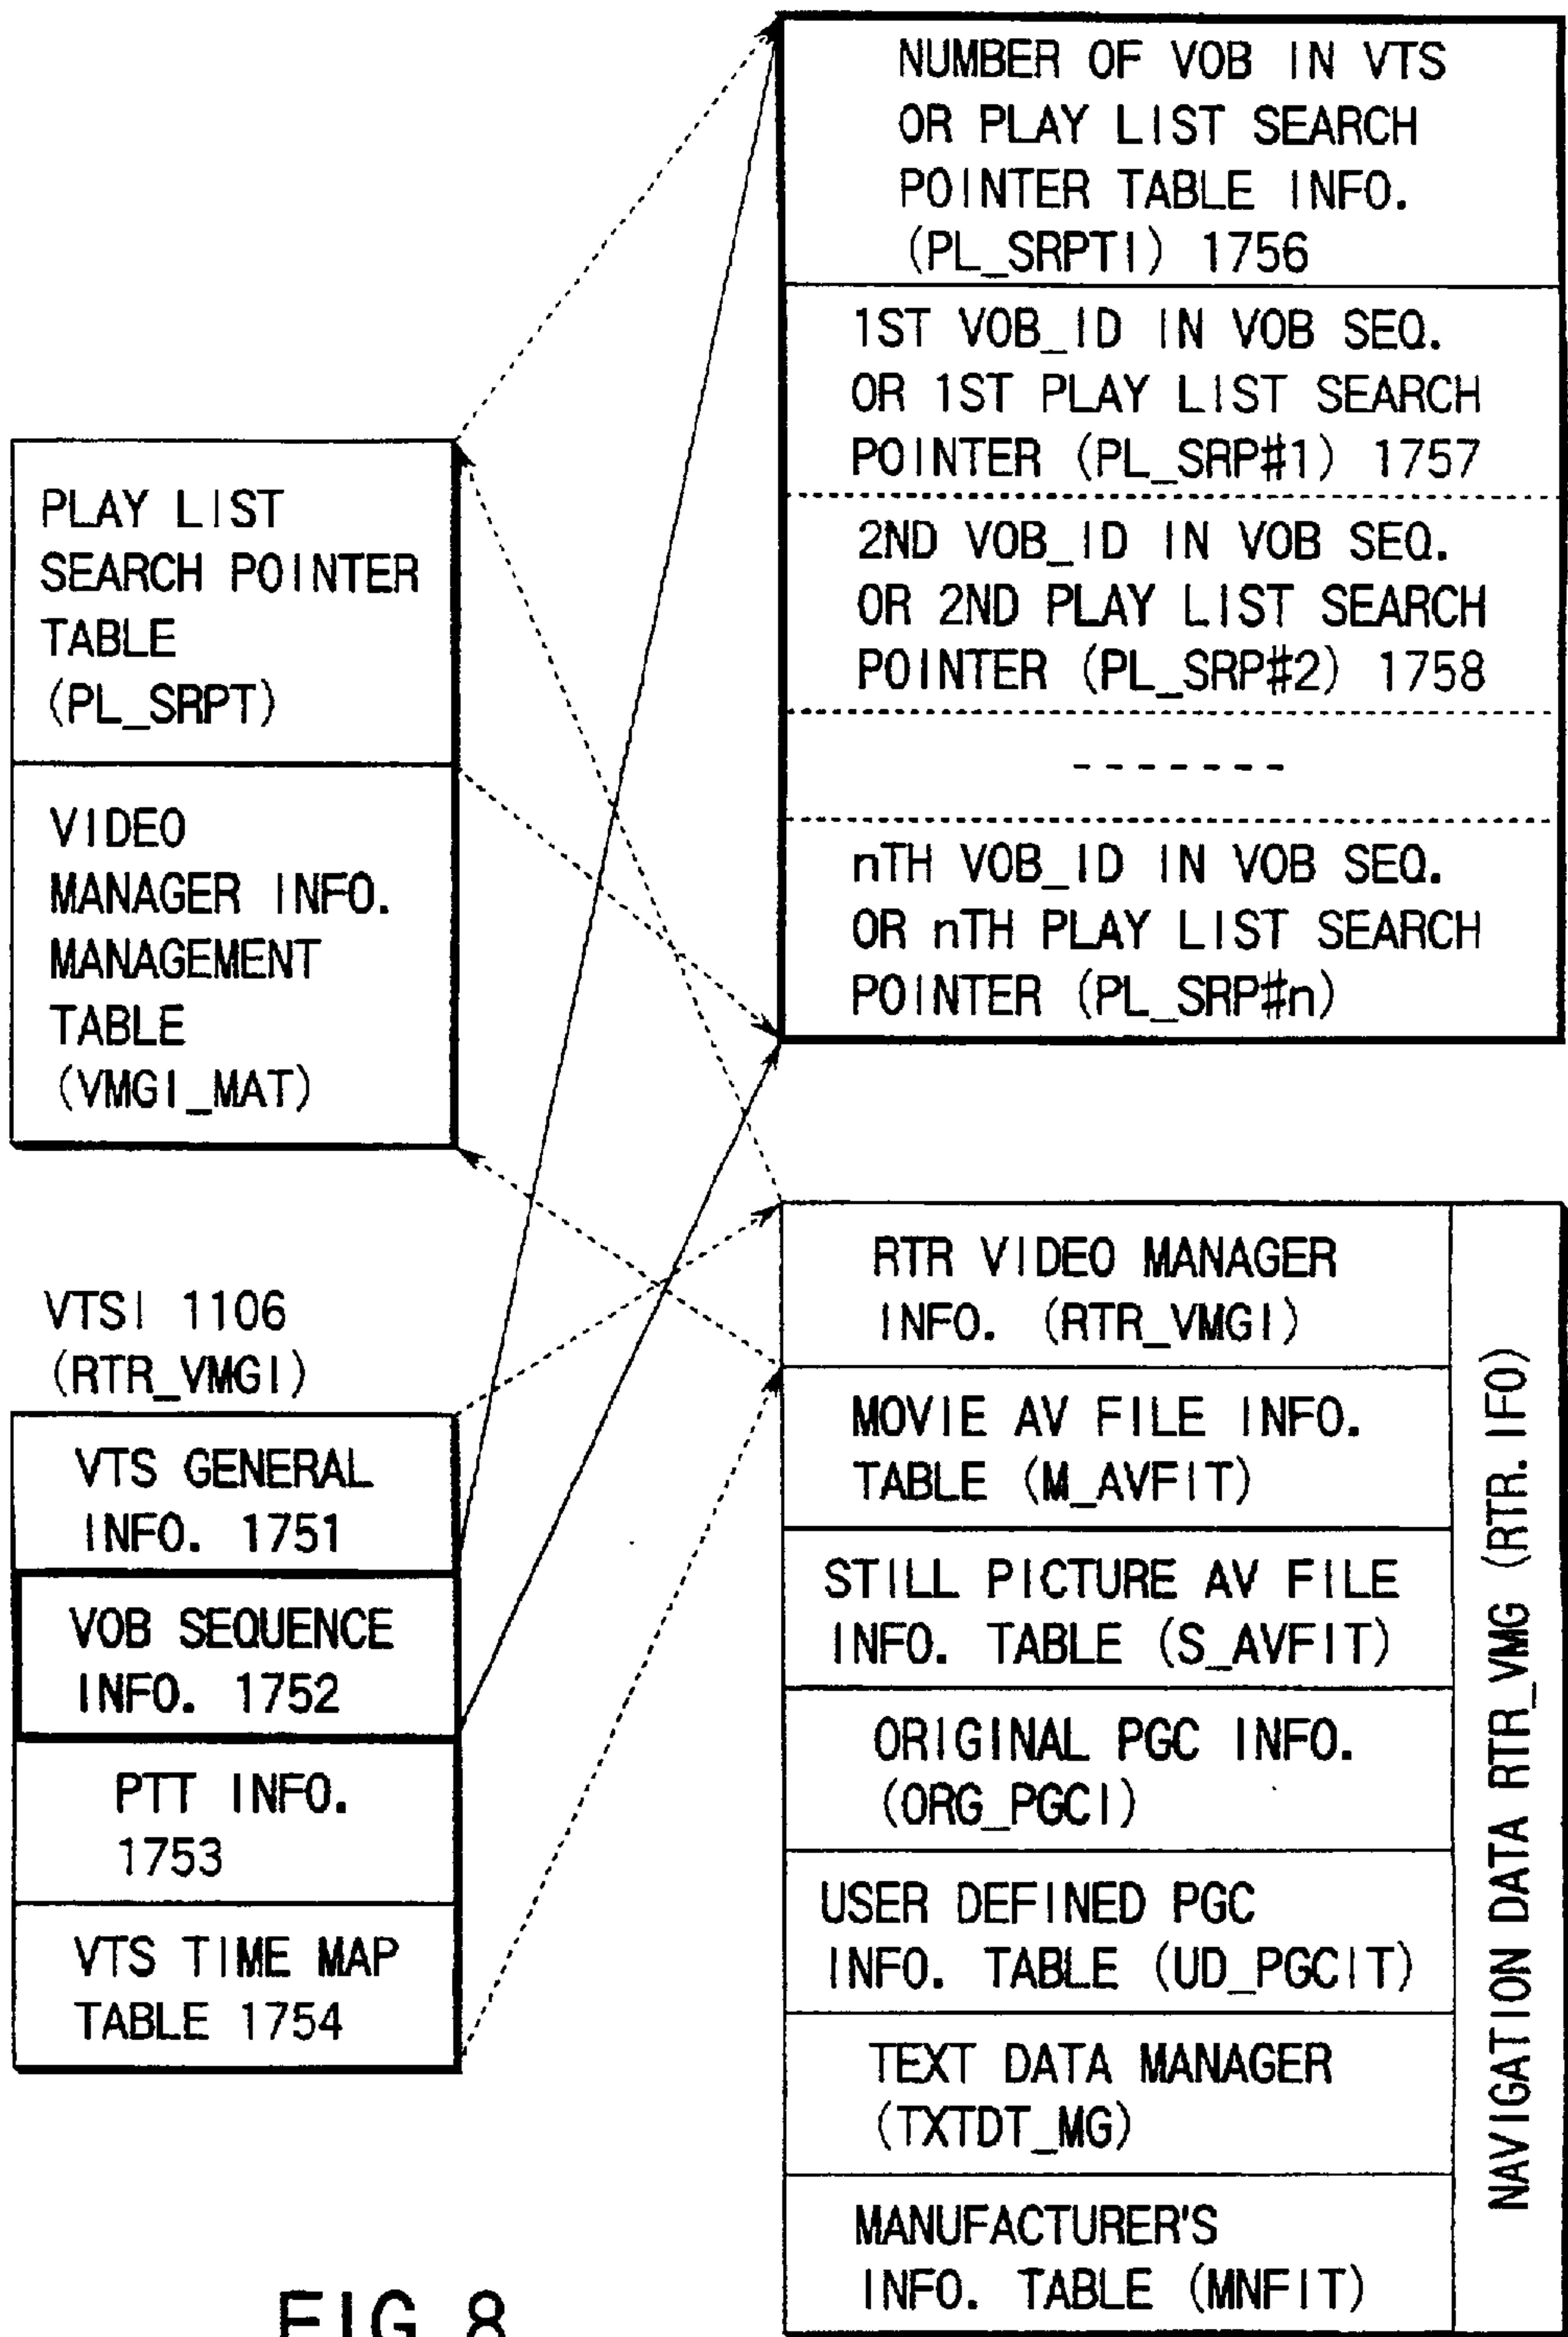 NUMBER OF VOB IN VTS
OR PLAY LIST SEARCH
POINTER TABLE INFO.
(PL_SRPTI) 1756
1ST VOB_ID IN VOB SEQ.
OR 1ST PLAY LIST SEARCH
POINTER (PL_SRP#1) 1757
2ND VOB_ID IN VOB SEQ.
OR 2ND PLAY LIST SEARCH
POINTER (PL_SRP#2) 1758
- - - - - - -
nTH VOB_ID IN VOB SEQ.
OR nTH PLAY LIST SEARCH
POINTER (PL_SRP#n)
PLAY LIST
SEARCH POINTER
TABLE
(PL_SRPT)
VIDEO
MANAGER INFO.
MANAGEMENT
TABLE
(VMGI_MAT)
VTSI 1106
(RTR_VMGI)
VTS GENERAL
INFO. 1751
VOB SEQUENCE
INFO. 1752
PTT INFO.
1753
VTS TIME MAP
TABLE 1754
RTR VIDEO MANAGER
INFO. (RTR_VMGI)
MOVIE AV FILE INFO.
TABLE (M_AVFIT)
STILL PICTURE AV FILE
INFO. TABLE (S_AVFIT)
ORIGINAL PGC INFO.
(ORG_PGCI)
USER DEFINED PGC
INFO. TABLE (UD_PGCIT)
TEXT DATA MANAGER
(TXTDT_MG)
MANUFACTURER'S
INFO. TABLE (MNFIT)
NAVIGATION DATA RTR_VMG (RTR. IFO)
FIG. 8